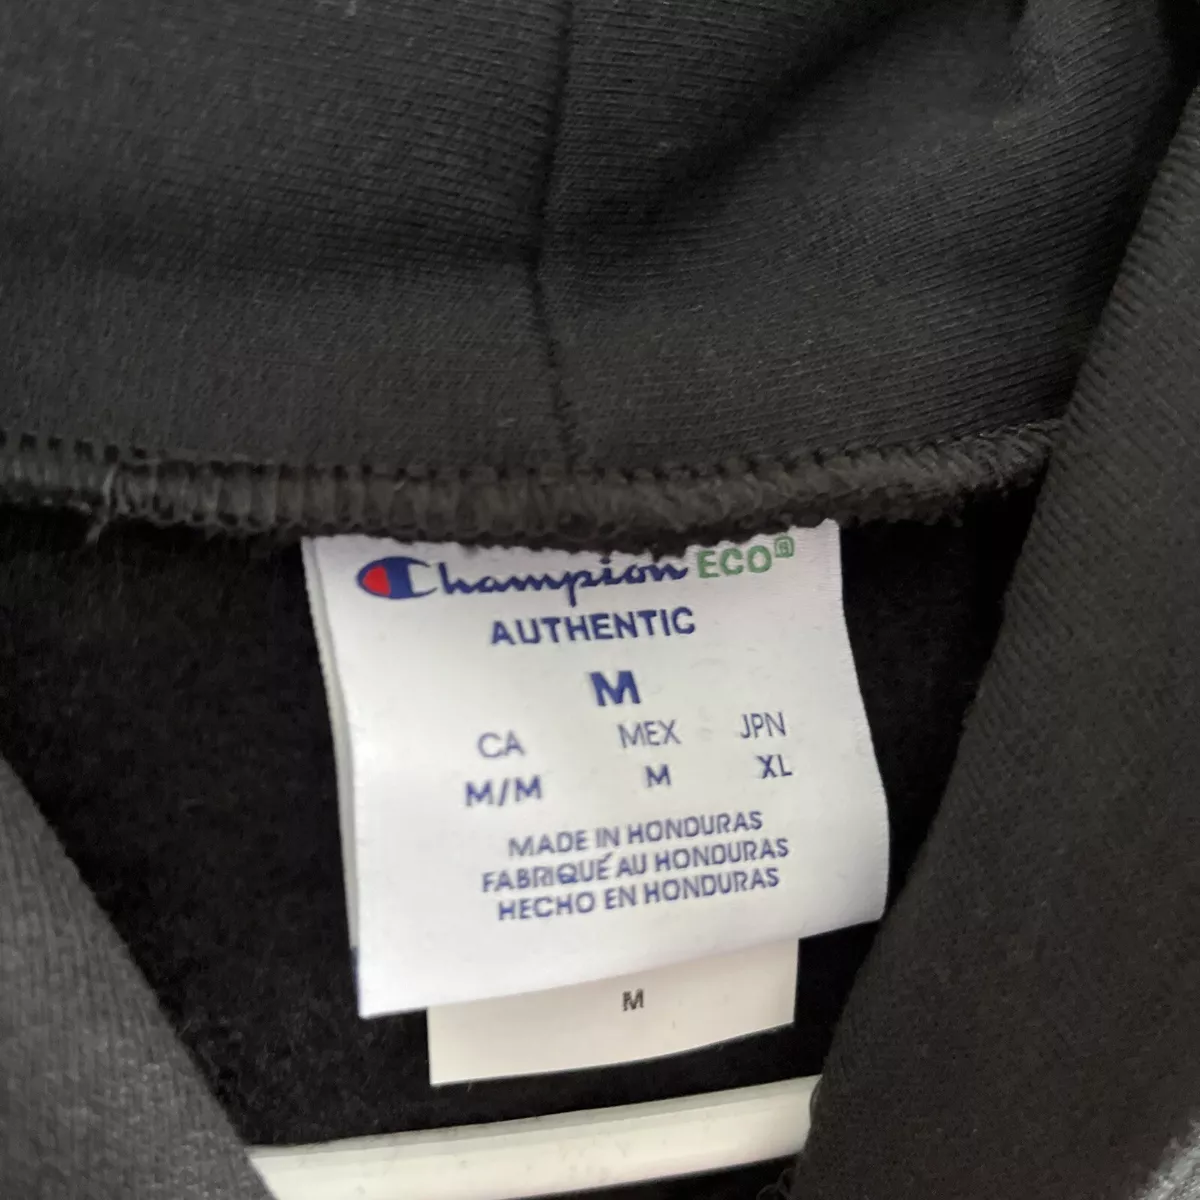 Champion ECO®
AUTHENTIC
M
CA MEX JPN
M/M M XL
MADE IN HONDURAS
FABRIQUÉ AU HONDURAS
HECHO EN HONDURAS
M